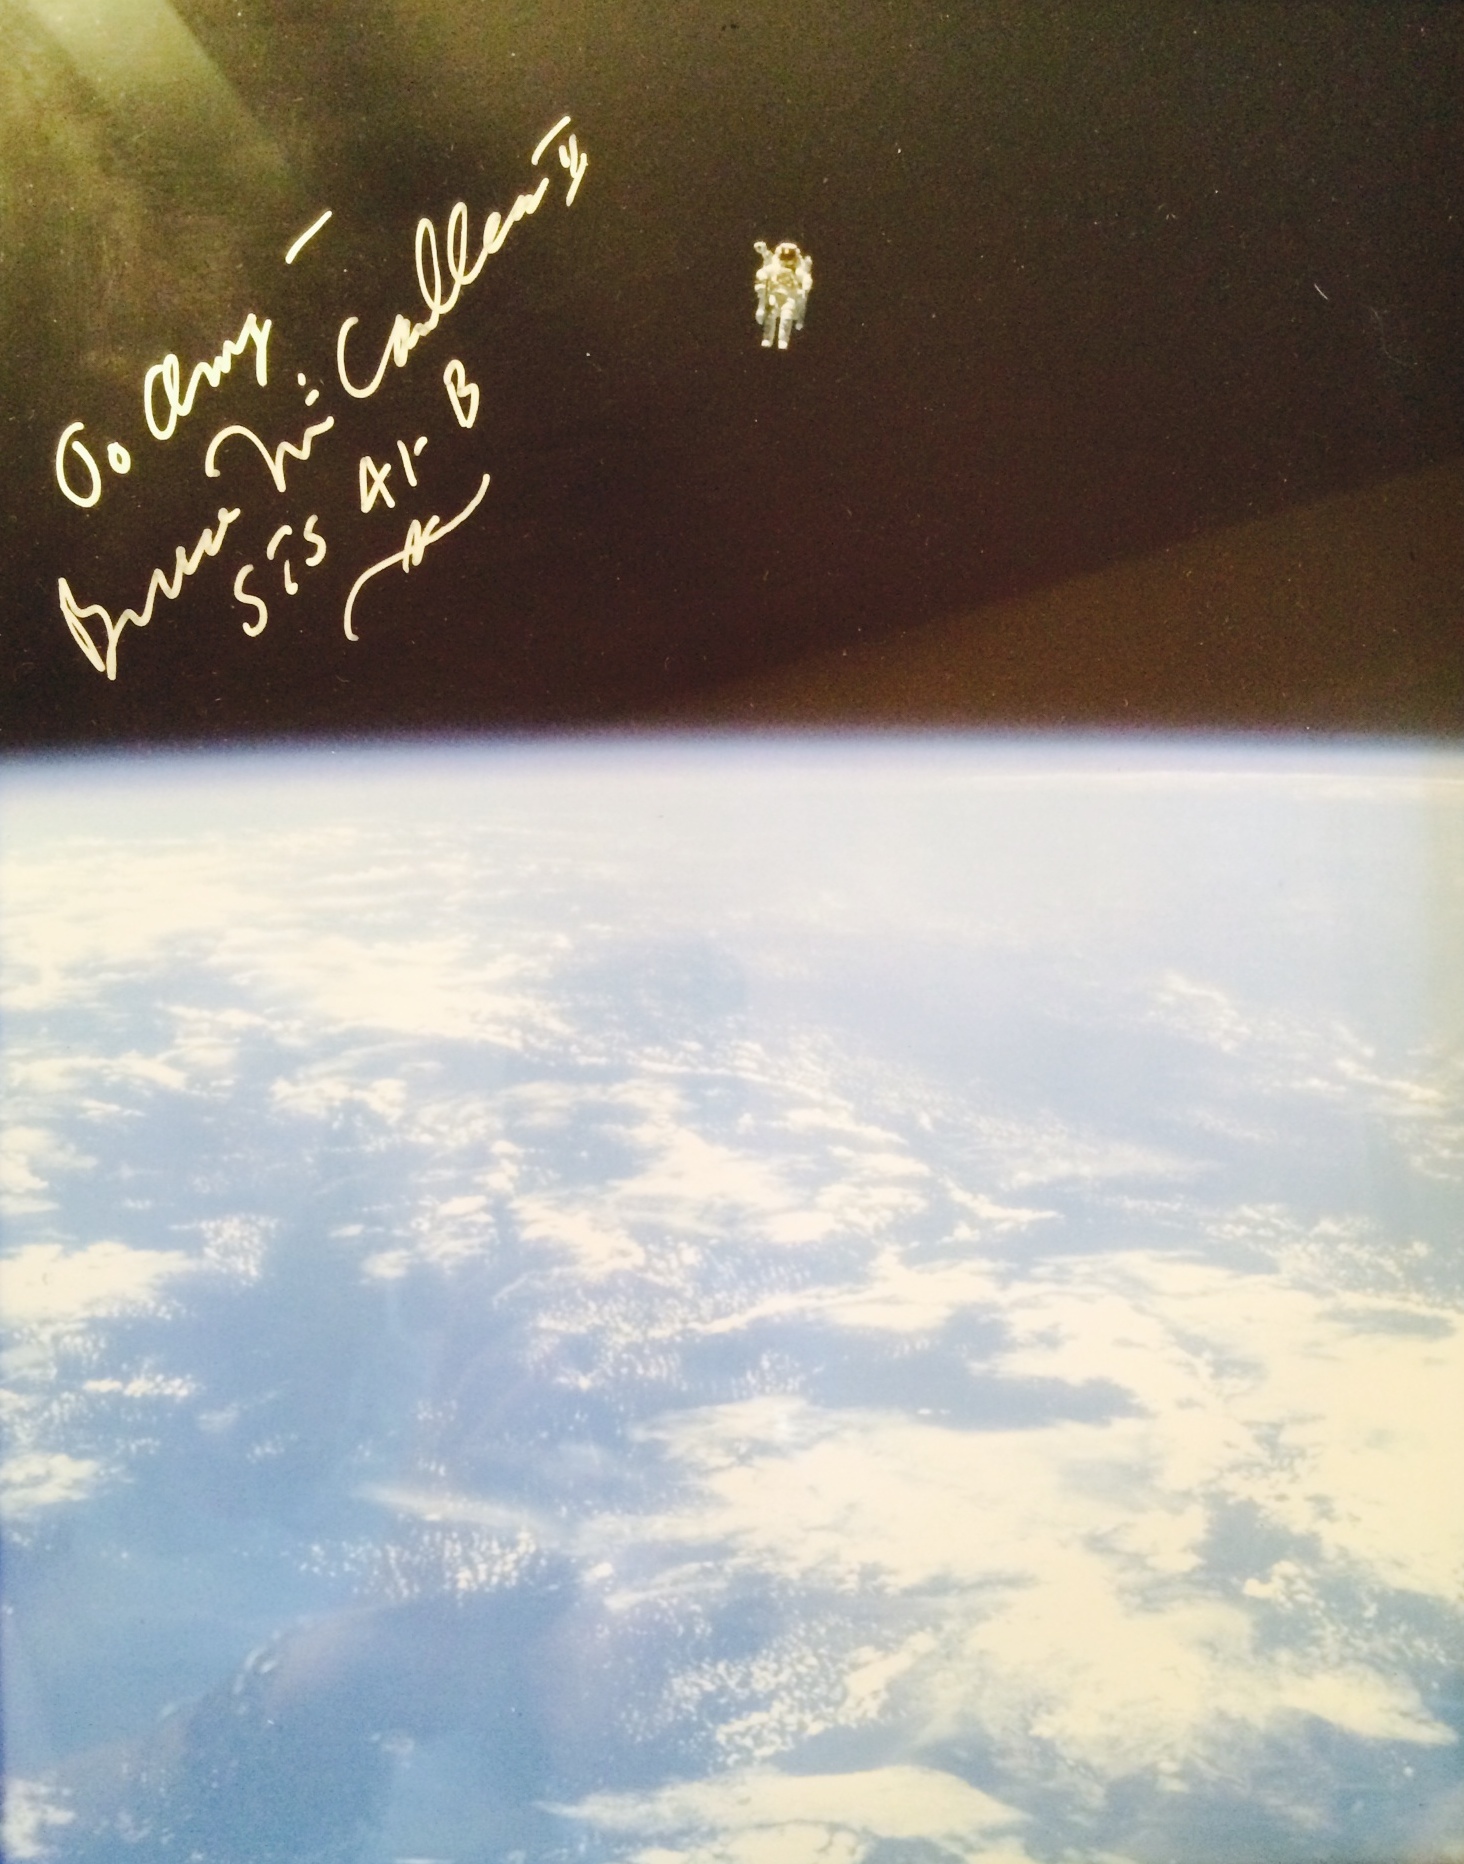 To Amy –
Bruce McCandless II
STS 41-B